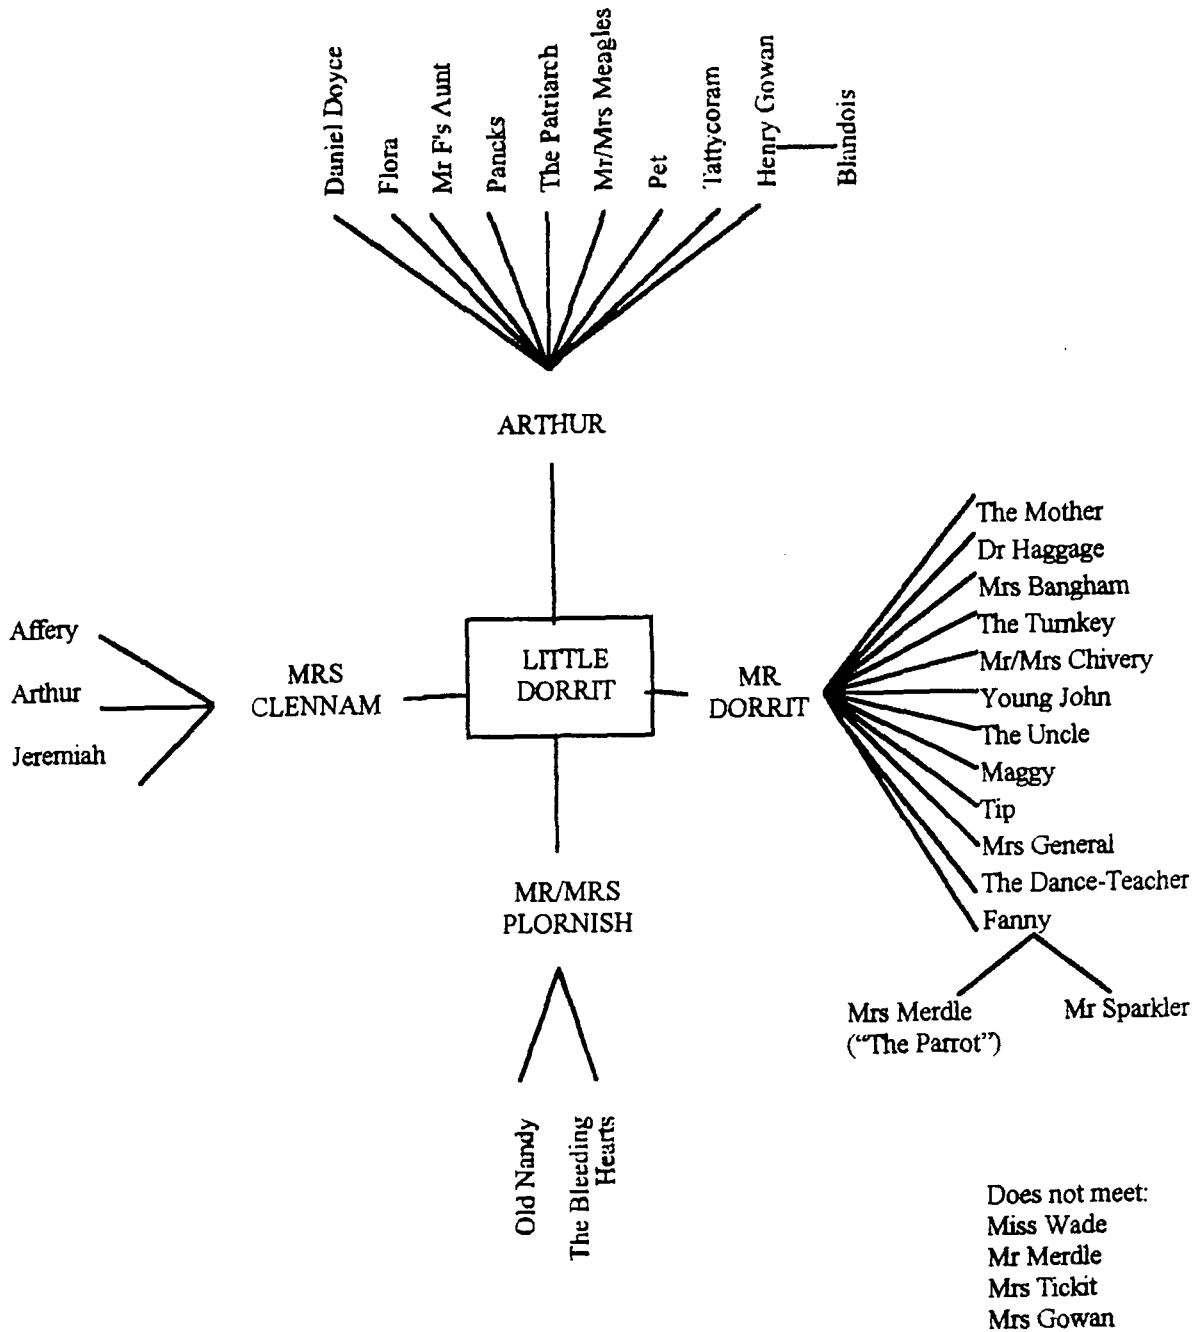 Daniel Doyce
Flora
Mr F's Aunt
Pancks
The Patriarch
Mr/Mrs Meagles
Pet
Tattycoram
Henry Gowan
Blandois
ARTHUR
The Mother
Dr Haggage
Mrs Bangham
The Turnkey
Mr/Mrs Chivery
Young John
The Uncle
Maggy
Tip
Mrs General
The Dance-Teacher
Fanny
Mrs Merdle
("The Parrot")
Mr Sparkler
Affery
Arthur
Jeremiah
MRS
CLENNAM
LITTLE
DORRIT
MR
DORRIT
MR/MRS
PLORNISH
Old Nandy
The Bleeding
Hearts
Does not meet:
Miss Wade
Mr Merdle
Mrs Tickit
Mrs Gowan